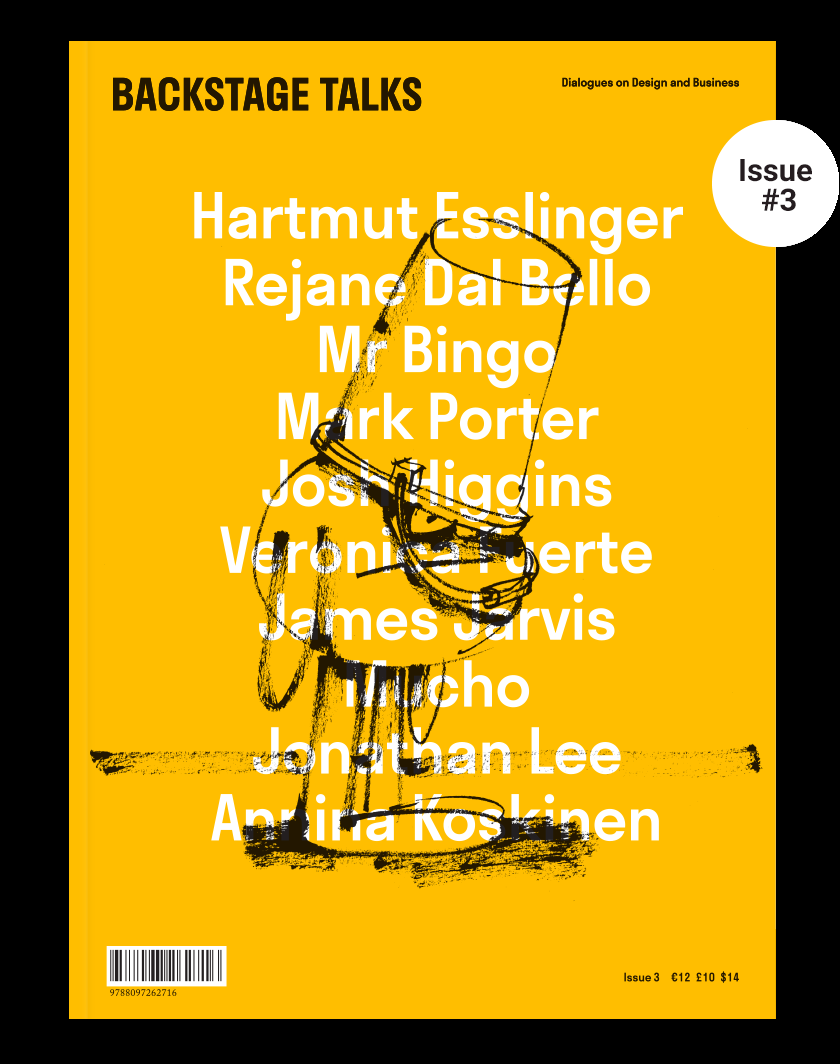 BACKSTAGE TALKS
Dialogues on Design and Business
Issue
#3
Hartmut Esslinger
Rejane Dal Bello
Mr Bingo
Mark Porter
Josh Higgins
Veronica Fuerte
James Jarvis
Mucho
Jonathan Lee
Annina Koskinen
9788097262716
Issue 3 €12 £10 $14